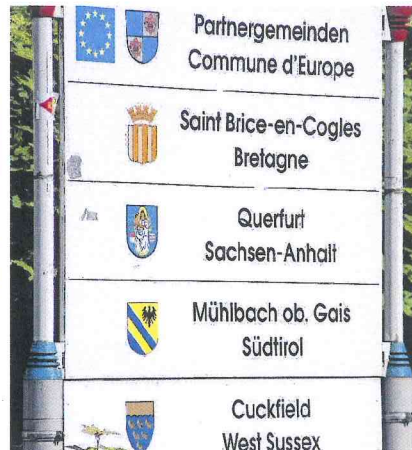 Partnergemeinden
Commune d'Europe
Saint Brice-en-Cogles
Bretagne
Querfurt
Sachsen-Anhalt
Mühlbach ob. Gais
Südtirol
Cuckfield
West Sussex